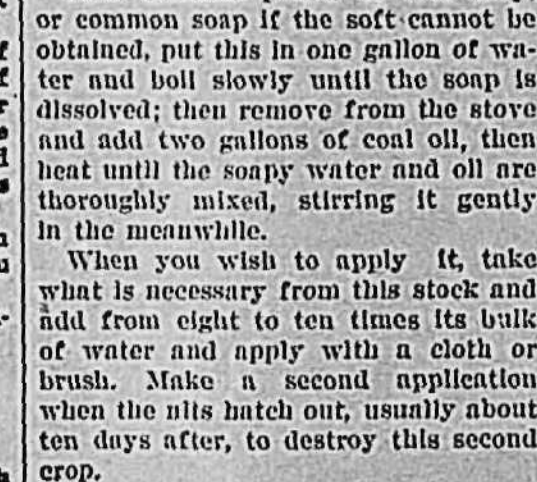 or common soap if the soft cannot be
obtained, put this in one gallon of wa-
ter and boil slowly until the soap is
dissolved; then remove from the stove
and add two gallons of coal oil, then
heat until the soapy water and oil are
thoroughly mixed, stirring it gently
in the meanwhile.
When you wish to apply it, take
what is necessary from this stock and
add from eight to ten times its bulk
of water and apply with a cloth or
brush. Make a second application
when the nits hatch out, usually about
ten days after, to destroy this second
crop.